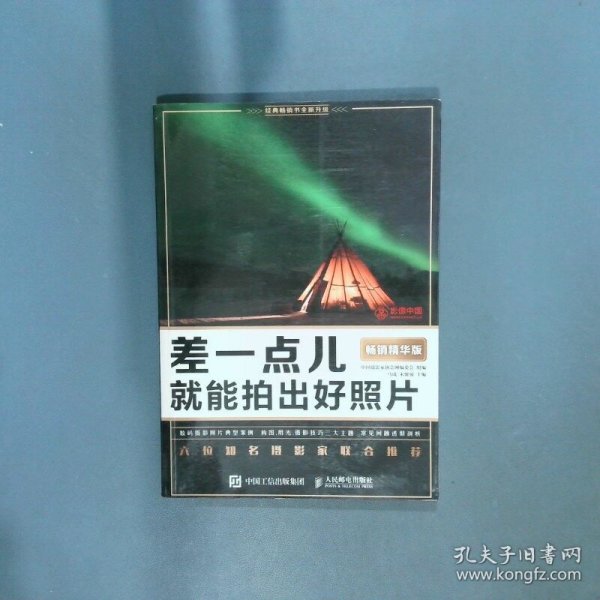 >>> 经典畅销书全新升级 <<<
影像中国
差一点儿
畅销精华版
就能拍出好照片
数码摄影照片典型案例 构图、用光、摄影技巧三大主题 常见问题透彻剖析
六位知名摄影家联合推荐
中国工信出版集团
人民邮电出版社
POSTS & TELECOM PRESS
孔夫子旧书网
www.kongfz.com